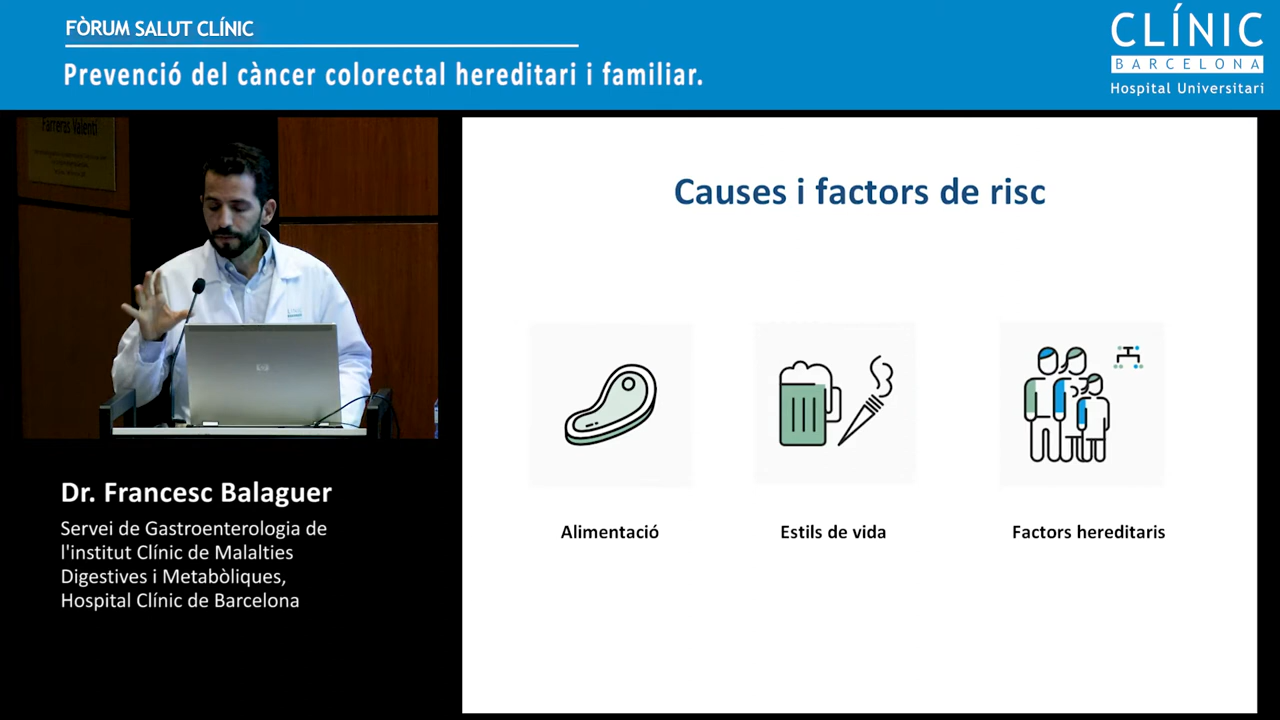 FÒRUM SALUT CLÍNIC
Prevenció del càncer colorectal hereditari i familiar.
CLÍNIC
BARCELONA
Hospital Universitari
Farreras Valentí
Causes i factors de risc
Alimentació
Estils de vida
Factors hereditaris
Dr. Francesc Balaguer
Servei de Gastroenterologia de
l'institut Clínic de Malalties
Digestives i Metabòliques,
Hospital Clínic de Barcelona